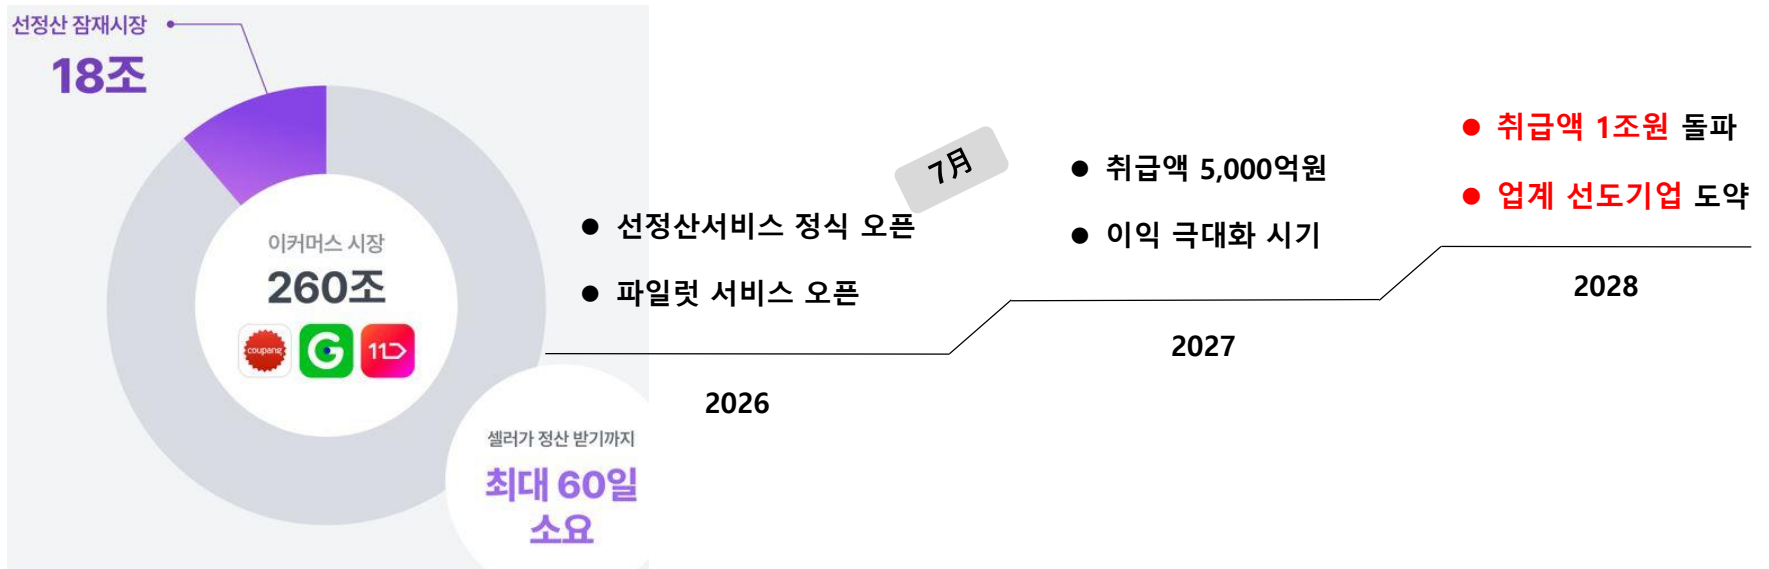 선정산 잠재시장
18조
이커머스 시장
260조
coupang
G
11
셀러가 정산 받기까지
최대 60일
소요
● 선정산서비스 정식 오픈
7月
● 파일럿 서비스 오픈
2026
● 취급액 5,000억원
● 이익 극대화 시기
2027
● 취급액 1조원 돌파
● 업계 선도기업 도약
2028